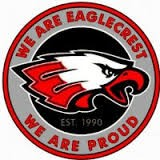 WE ARE EAGLECREST
EST. 1990
WE ARE PROUD